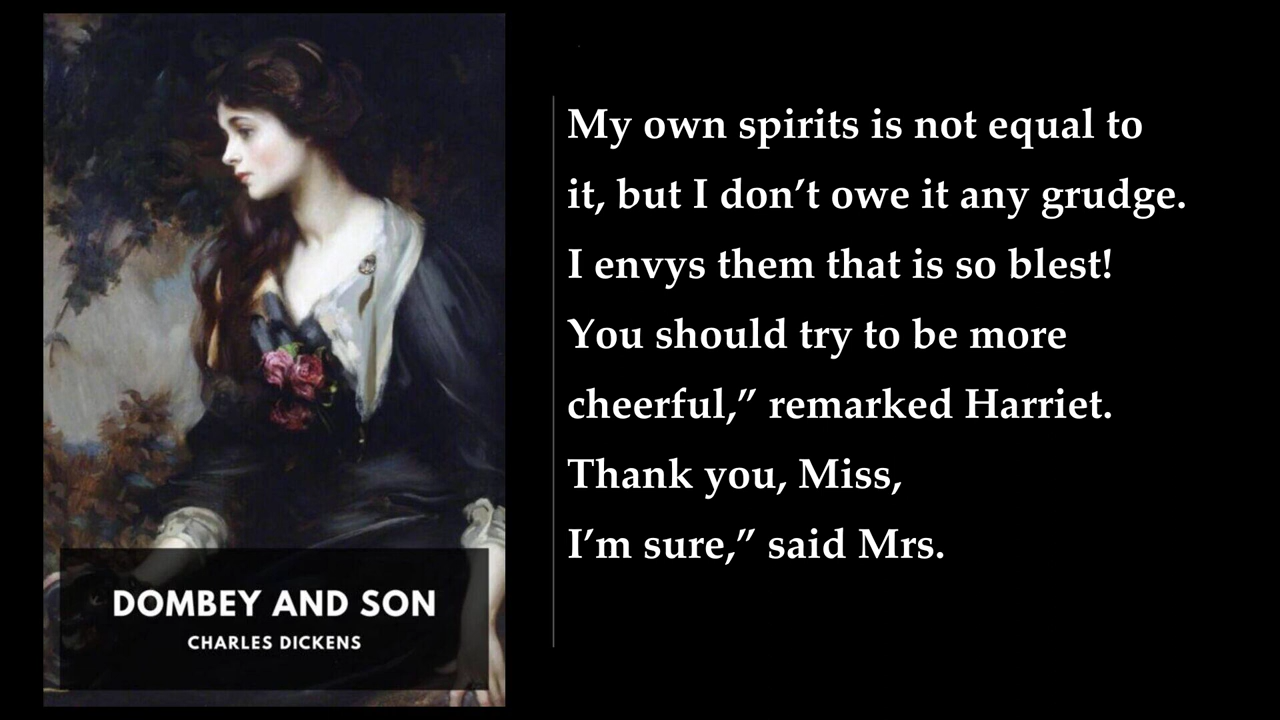 DOMBEY AND SON
CHARLES DICKENS
My own spirits is not equal to
it, but I don’t owe it any grudge.
I envys them that is so blest!
You should try to be more
cheerful,” remarked Harriet.
Thank you, Miss,
I’m sure,” said Mrs.